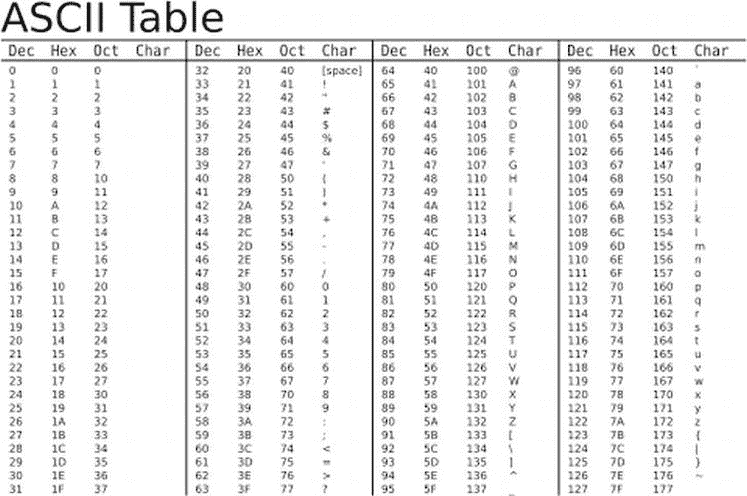 ASCII Table
Dec Hex Oct Char Dec Hex Oct Char Dec Hex Oct Char Dec Hex Oct Char
0 0 0 32 20 40 [space] 64 40 100 @ 96 60 140 `
1 1 1 33 21 41 ! 65 41 101 A 97 61 141 a
2 2 2 34 22 42 " 66 42 102 B 98 62 142 b
3 3 3 35 23 43 # 67 43 103 C 99 63 143 c
4 4 4 36 24 44 $ 68 44 104 D 100 64 144 d
5 5 5 37 25 45 % 69 45 105 E 101 65 145 e
6 6 6 38 26 46 & 70 46 106 F 102 66 146 f
7 7 7 39 27 47 ' 71 47 107 G 103 67 147 g
8 8 10 40 28 50 ( 72 48 110 H 104 68 150 h
9 9 11 41 29 51 ) 73 49 111 I 105 69 151 i
10 A 12 42 2A 52 * 74 4A 112 J 106 6A 152 j
11 B 13 43 2B 53 + 75 4B 113 K 107 6B 153 k
12 C 14 44 2C 54 , 76 4C 114 L 108 6C 154 l
13 D 15 45 2D 55 - 77 4D 115 M 109 6D 155 m
14 E 16 46 2E 56 . 78 4E 116 N 110 6E 156 n
15 F 17 47 2F 57 / 79 4F 117 O 111 6F 157 o
16 10 20 48 30 60 0 80 50 120 P 112 70 160 p
17 11 21 49 31 61 1 81 51 121 Q 113 71 161 q
18 12 22 50 32 62 2 82 52 122 R 114 72 162 r
19 13 23 51 33 63 3 83 53 123 S 115 73 163 s
20 14 24 52 34 64 4 84 54 124 T 116 74 164 t
21 15 25 53 35 65 5 85 55 125 U 117 75 165 u
22 16 26 54 36 66 6 86 56 126 V 118 76 166 v
23 17 27 55 37 67 7 87 57 127 W 119 77 167 w
24 18 30 56 38 70 8 88 58 130 X 120 78 170 x
25 19 31 57 39 71 9 89 59 131 Y 121 79 171 y
26 1A 32 58 3A 72 : 90 5A 132 Z 122 7A 172 z
27 1B 33 59 3B 73 ; 91 5B 133 [ 123 7B 173 {
28 1C 34 60 3C 74 < 92 5C 134 \ 124 7C 174 |
29 1D 35 61 3D 75 = 93 5D 135 ] 125 7D 175 }
30 1E 36 62 3E 76 > 94 5E 136 ^ 126 7E 176 ~
31 1F 37 63 3F 77 ? 95 5F 137 _ 127 7F 177